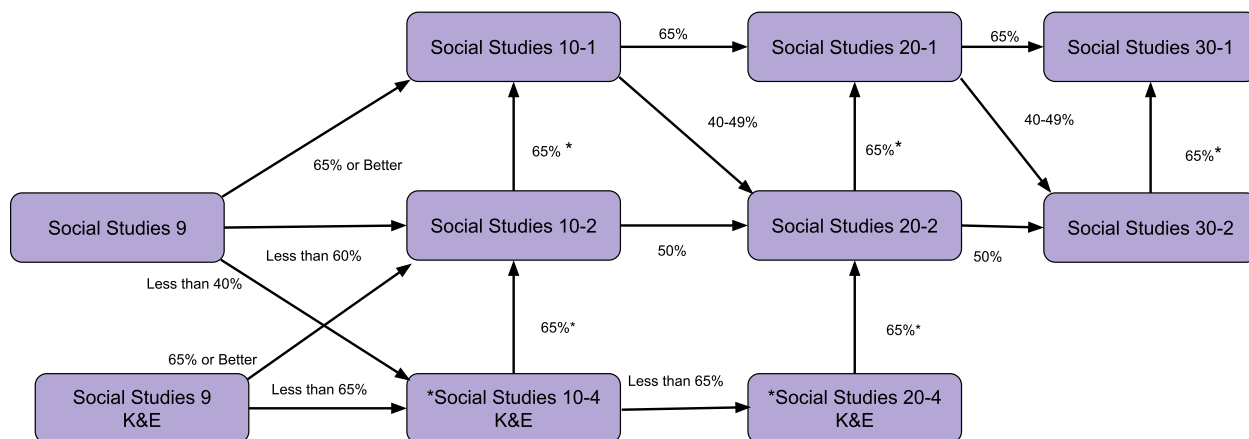 Social Studies 10-1
65%
Social Studies 20-1
65%
Social Studies 30-1
40-49%
40-49%
65% *
65%*
65%*
65% or Better
Social Studies 9
Social Studies 10-2
Social Studies 20-2
Social Studies 30-2
Less than 60%
50%
50%
Less than 40%
65%*
65%*
65% or Better
Social Studies 9
K&E
Less than 65%
*Social Studies 10-4
K&E
Less than 65%
*Social Studies 20-4
K&E